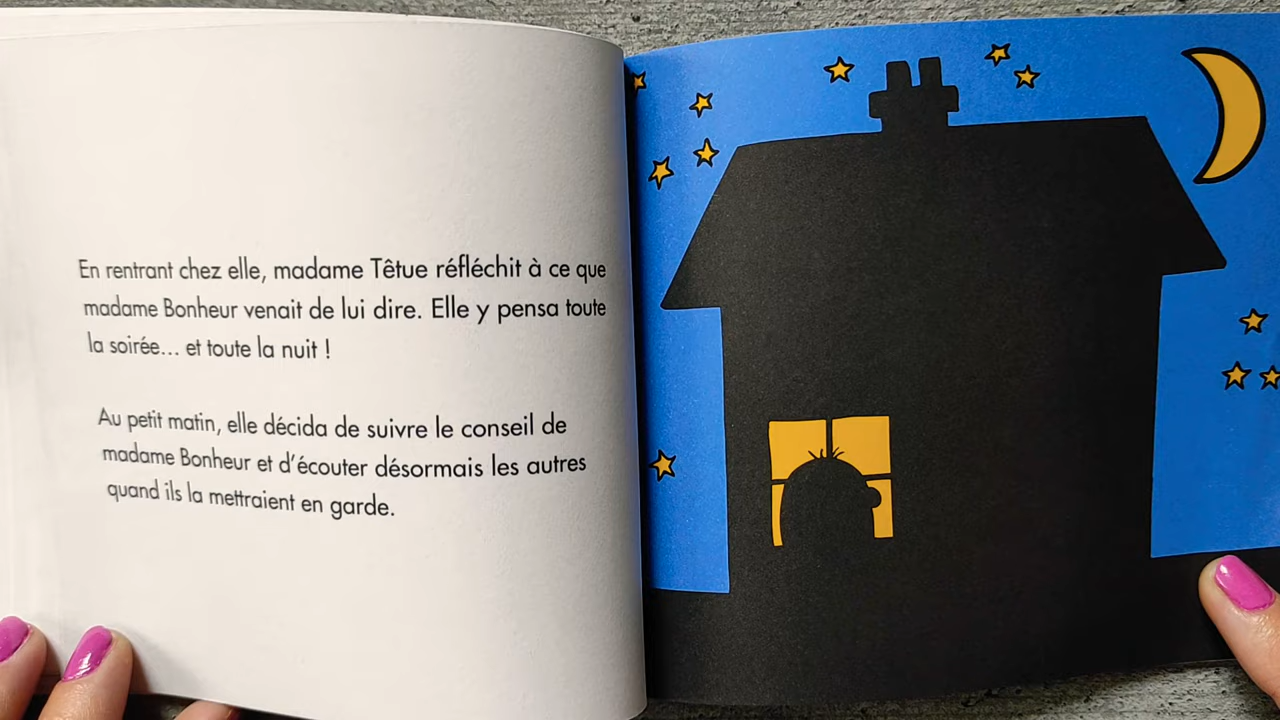 En rentrant chez elle, madame Têtue réfléchit à ce que
madame Bonheur venait de lui dire. Elle y pensa toute
la soirée... et toute la nuit !
Au petit matin, elle décida de suivre le conseil de
madame Bonheur et d'écouter désormais les autres
quand ils la mettraient en garde.